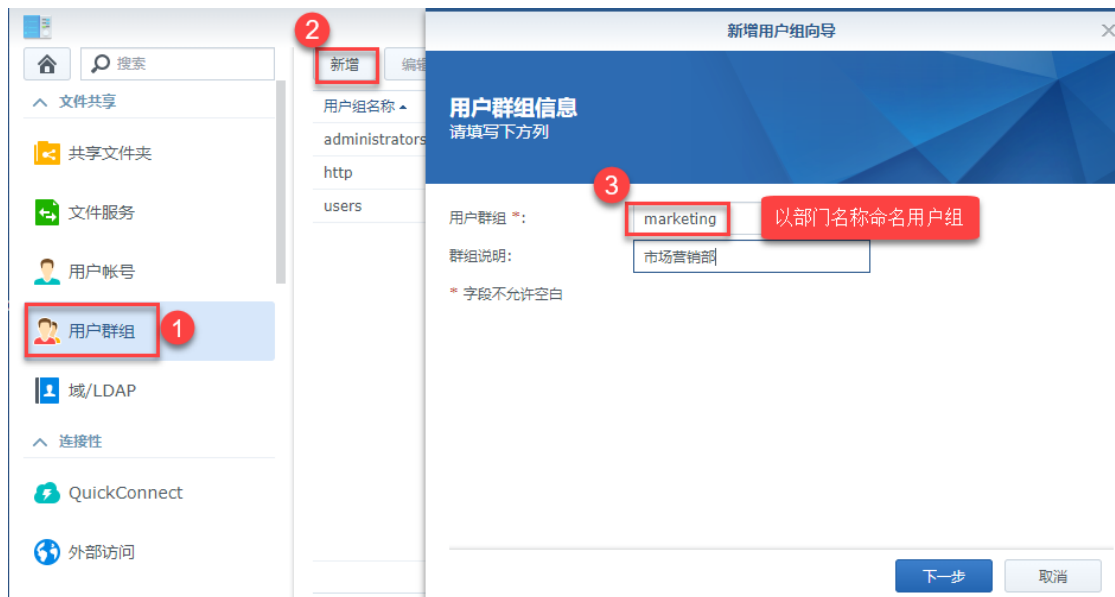 搜索
文件共享
共享文件夹
文件服务
用户帐号
用户群组
1
域/LDAP
连接性
QuickConnect
外部访问
2
新增
用户组名称
administrators
http
users
新增用户组向导
用户群组信息
请填写下方列
3
用户群组 *: marketing 以部门名称命名用户组
群组说明: 市场营销部
* 字段不允许空白
下一步 取消